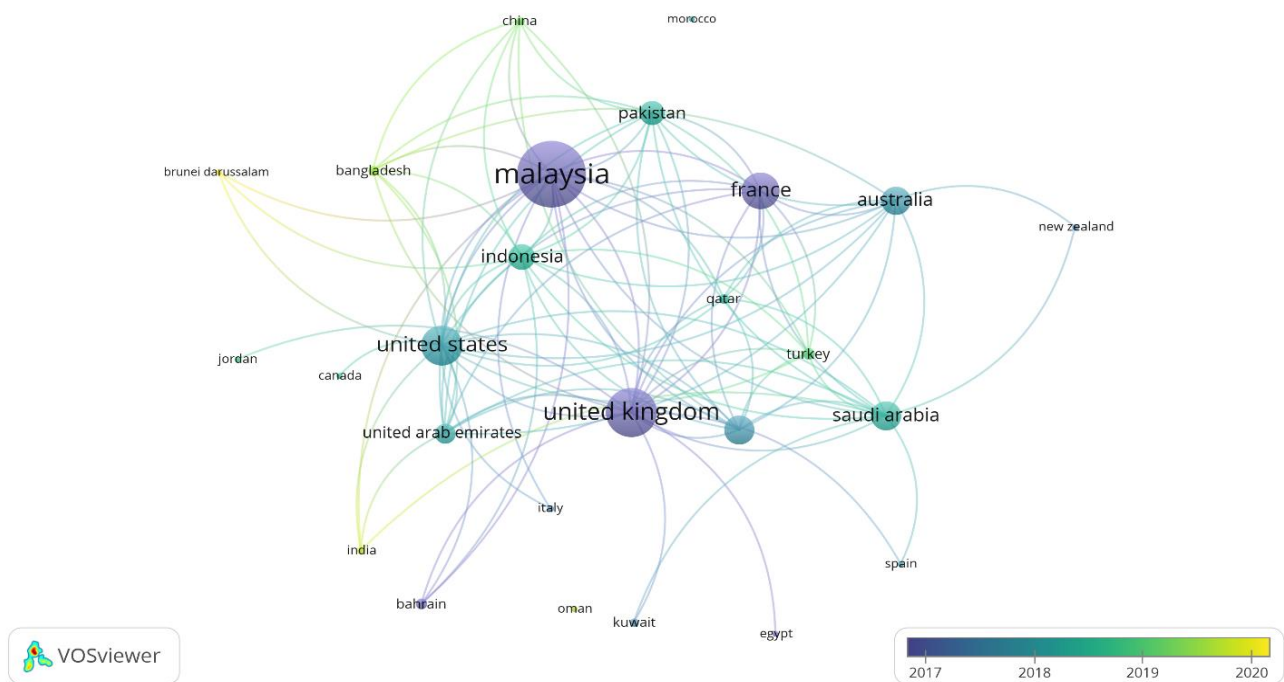 china
morocco
pakistan
bangladesh
brunei darussalam
malaysia
france
australia
new zealand
indonesia
qatar
united states
turkey
jordan
canada
united kingdom
saudi arabia
united arab emirates
italy
india
spain
bahrain
oman
kuwait
egypt
VOSviewer
2017 2018 2019 2020